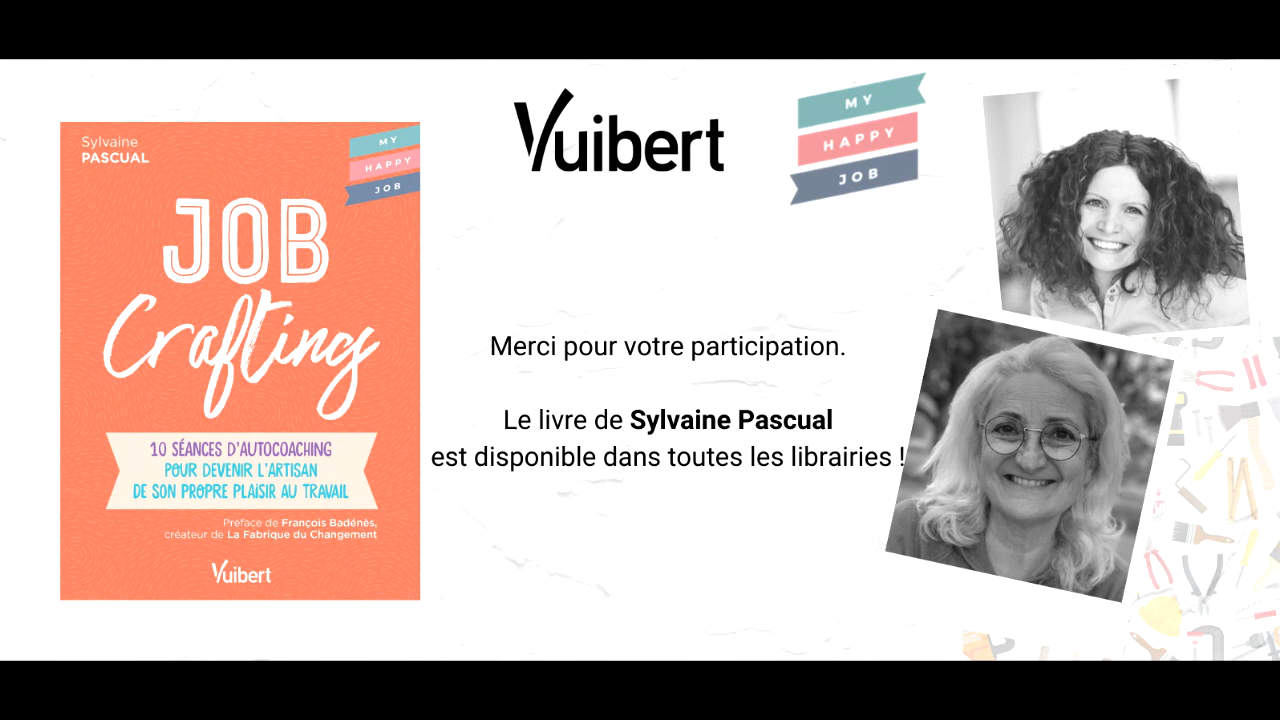 Sylvaine
PASCUAL
MY
HAPPY
JOB
JOB
Crafting
10 SÉANCES D'AUTOCOACHING
POUR DEVENIR L'ARTISAN
DE SON PROPRE PLAISIR AU TRAVAIL
Préface de François Badénès,
créateur de La Fabrique du Changement
Vuibert
Vuibert
MY
HAPPY
JOB
Merci pour votre participation.
Le livre de Sylvaine Pascual
est disponible dans toutes les librairies !